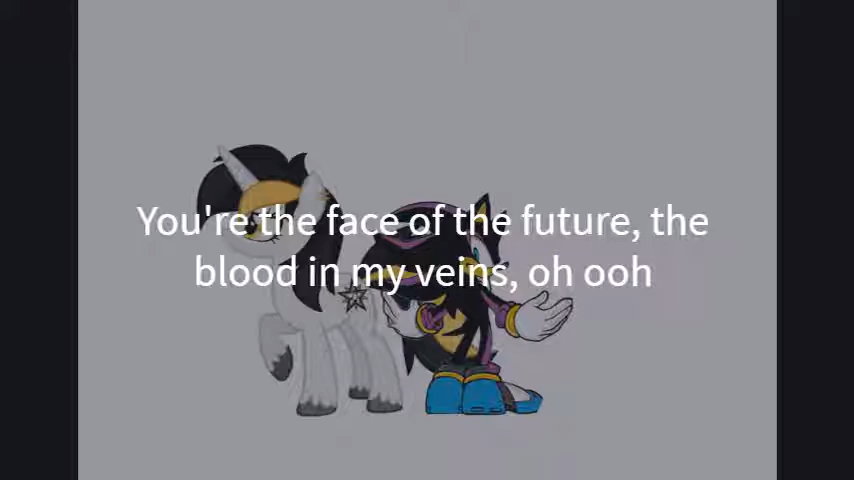 You're the face of the future, the
blood in my veins, oh ooh